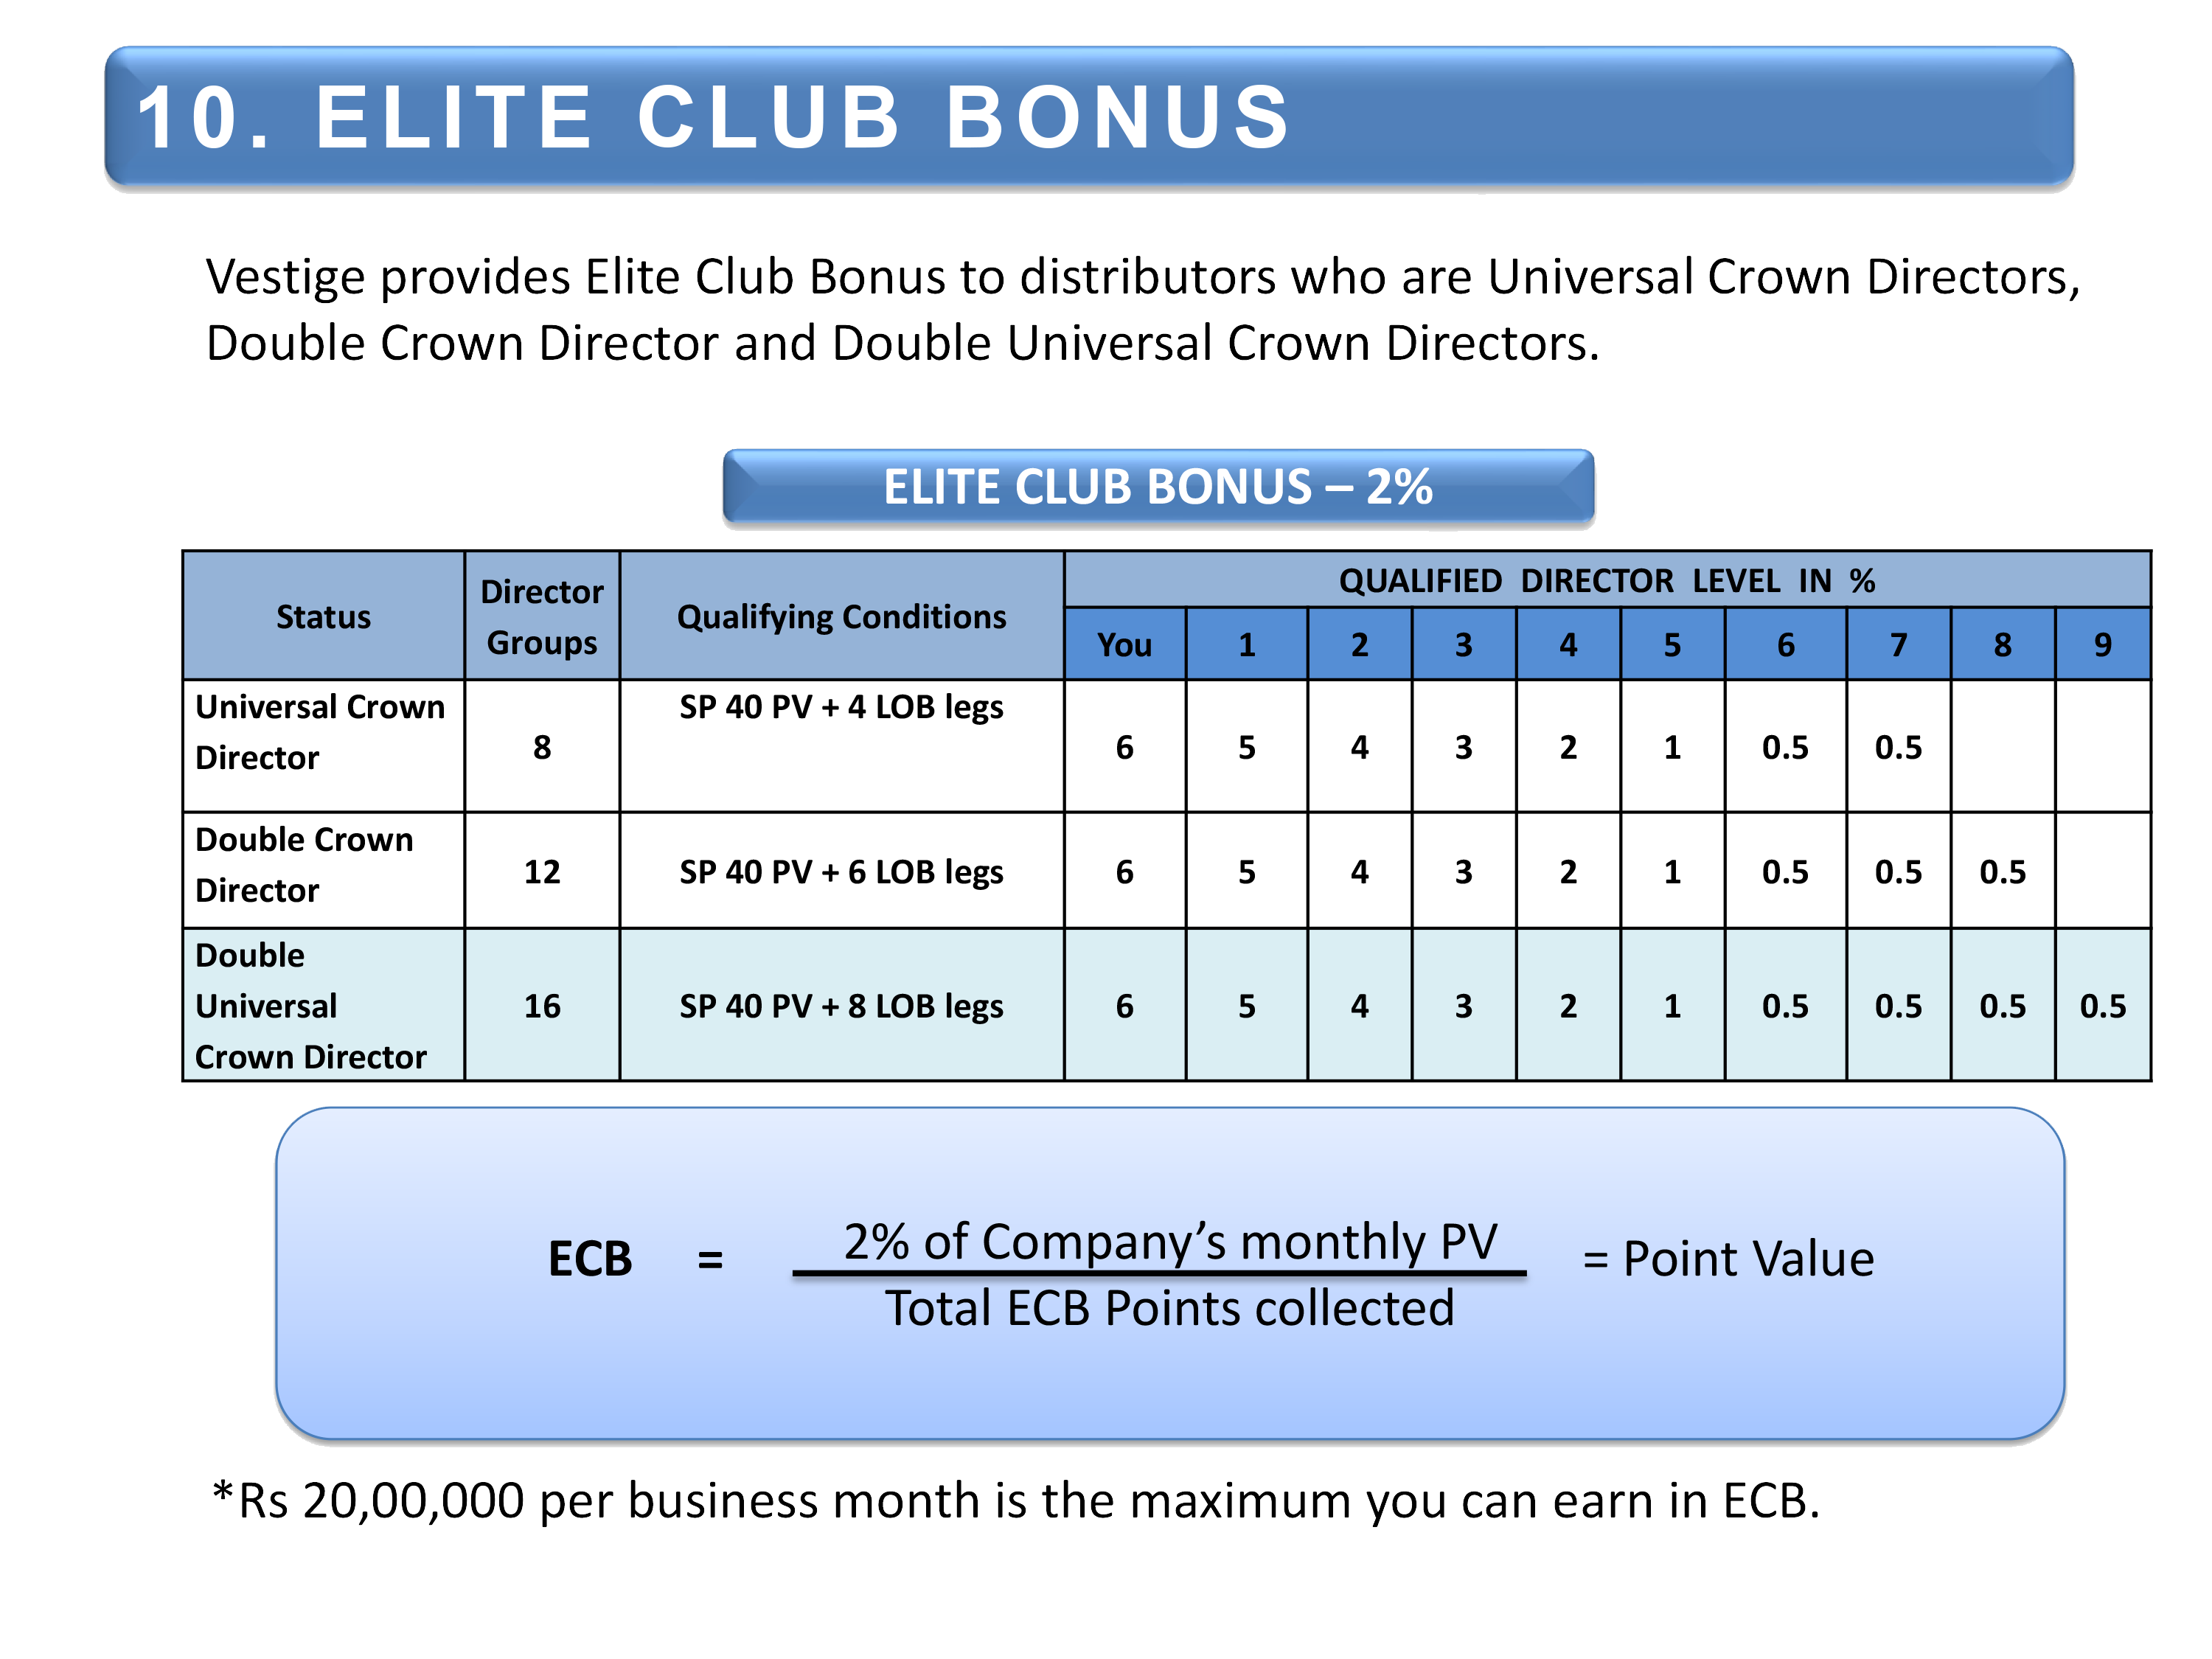 10. ELITE CLUB BONUS
Vestige provides Elite Club Bonus to distributors who are Universal Crown Directors,
Double Crown Director and Double Universal Crown Directors.
ELITE CLUB BONUS – 2%
Status Director Groups Qualifying Conditions QUALIFIED DIRECTOR LEVEL IN %
You 1 2 3 4 5 6 7 8 9
Universal Crown
Director 8 SP 40 PV + 4 LOB legs 6 5 4 3 2 1 0.5 0.5
Double Crown
Director 12 SP 40 PV + 6 LOB legs 6 5 4 3 2 1 0.5 0.5 0.5
Double
Universal 16 SP 40 PV + 8 LOB legs 6 5 4 3 2 1 0.5 0.5 0.5 0.5
Crown Director
ECB = 2% of Company’s monthly PV = Point Value
Total ECB Points collected
*Rs 20,00,000 per business month is the maximum you can earn in ECB.